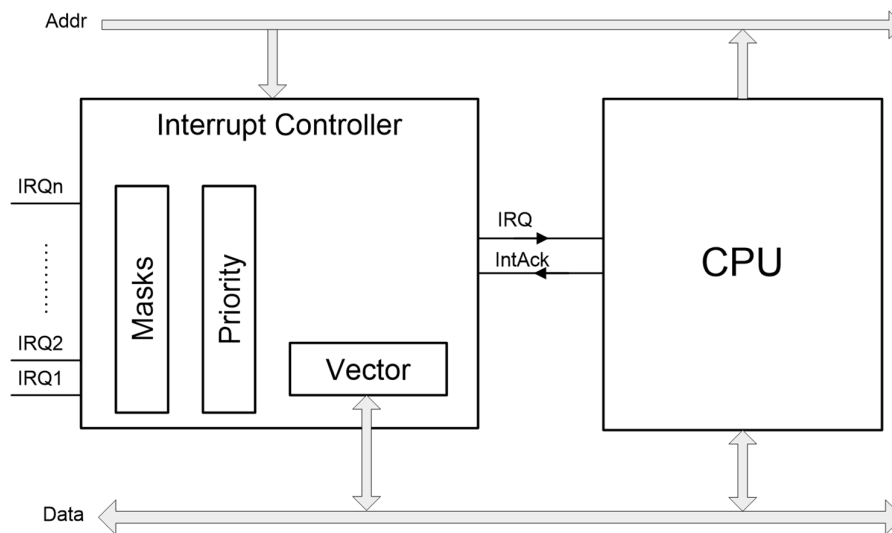 Addr
Interrupt Controller
IRQn
IRQ
IntAck
CPU
Masks
Priority
IRQ2
IRQ1
Vector
Data